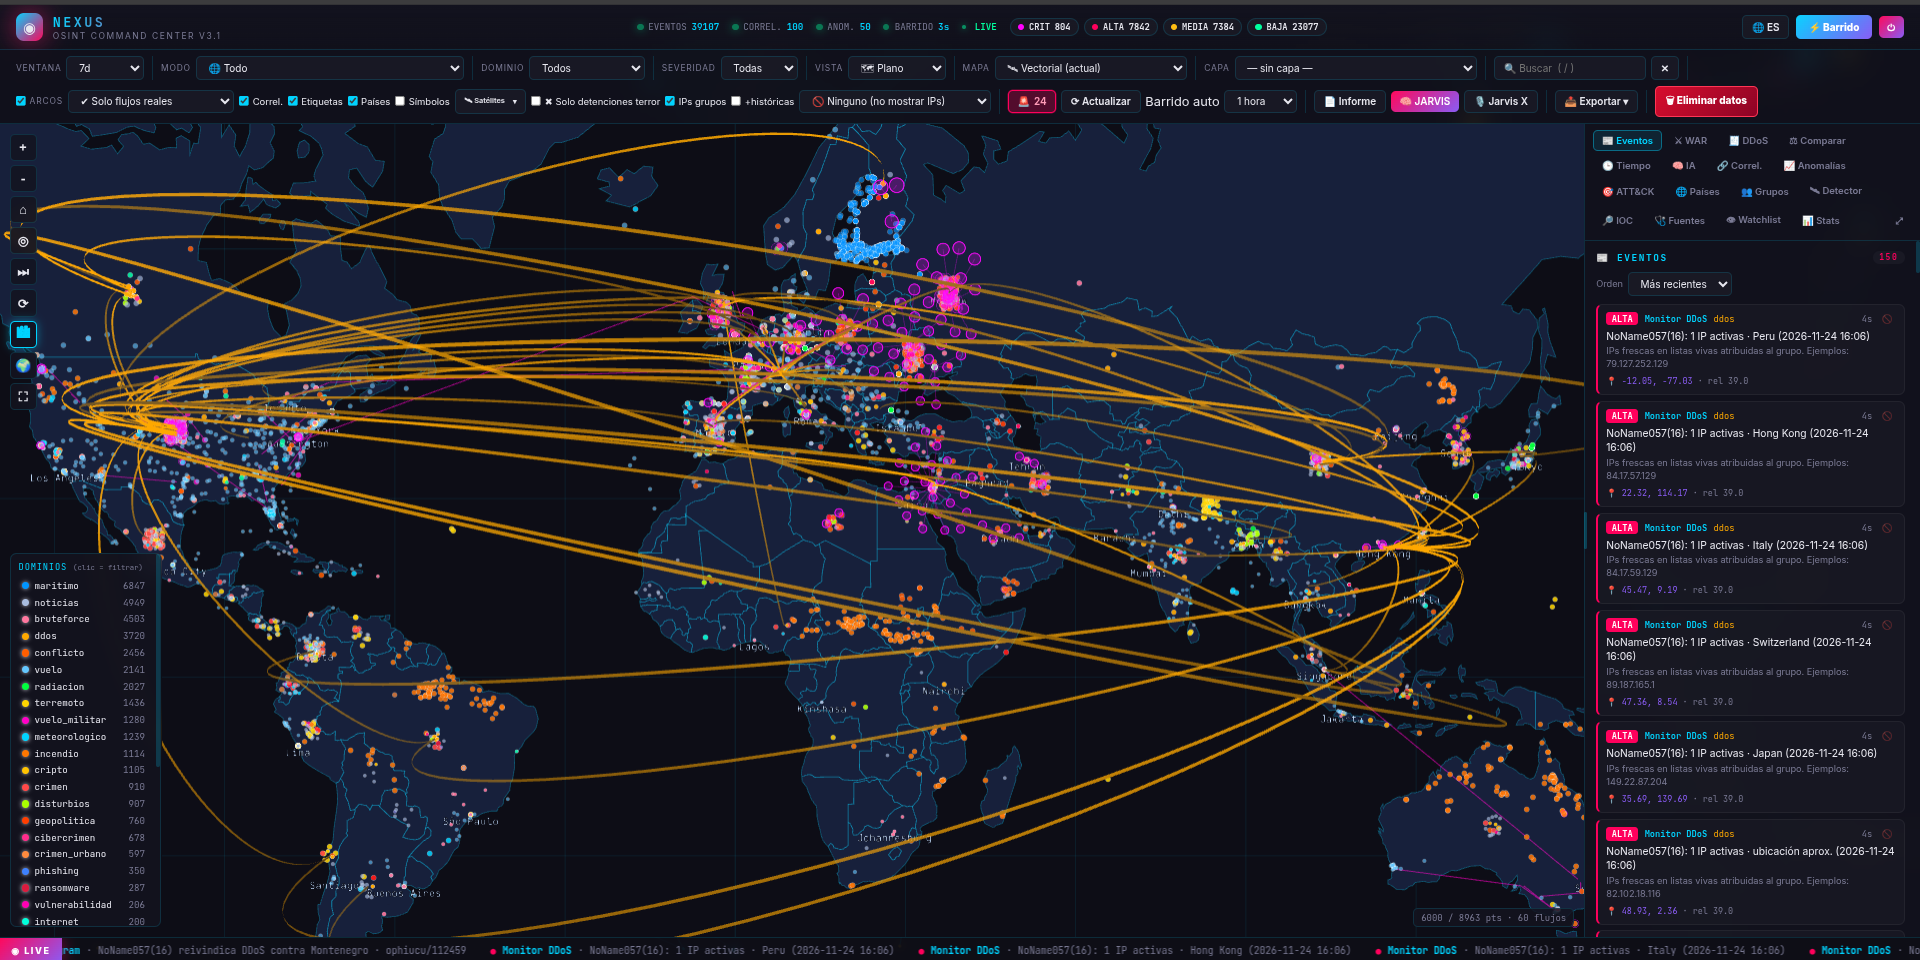 NEXUS
OSINT COMMAND CENTER V3.1
EVENTOS 39107 CORREL. 100 ANOM. 50 BARRIDO 3s LIVE CRIT 804 ALTA 7842 MEDIA 7384 BAJA 23077
ES Barrido
VENTANA 7d MODO Todo DOMINIO Todos SEVERIDAD Todas VISTA Plano MAPA Vectorial (actual) CAPA — sin capa — Buscar ( / ) ✕
ARCOS ✔ Solo flujos reales Correl. Etiquetas Países Símbolos Satélites ✖ Solo detenciones terror IPs grupos +históricas Ninguno (no mostrar IPs) 24 ⟳ Actualizar Barrido auto 1 hora Informe JARVIS Jarvis X Exportar ▾ Eliminar datos
Eventos WAR DDoS Comparar
Tiempo IA Correl. Anomalías
ATT&CK Países Grupos Detector
IOC Fuentes Watchlist Stats
EVENTOS 150
Orden Más recientes
ALTA Monitor DDoS ddos 4s
NoName057(16): 1 IP activas · Peru (2026-11-24 16:06)
IPs frescas en listas vivas atribuidas al grupo. Ejemplos:
79.127.252.129
-12.05, -77.03 · rel 39.0
ALTA Monitor DDoS ddos 4s
NoName057(16): 1 IP activas · Hong Kong (2026-11-24
16:06)
IPs frescas en listas vivas atribuidas al grupo. Ejemplos:
84.17.57.129
22.32, 114.17 · rel 39.0
ALTA Monitor DDoS ddos 4s
NoName057(16): 1 IP activas · Italy (2026-11-24 16:06)
IPs frescas en listas vivas atribuidas al grupo. Ejemplos:
84.17.59.129
45.47, 9.19 · rel 39.0
ALTA Monitor DDoS ddos 4s
NoName057(16): 1 IP activas · Switzerland (2026-11-24
16:06)
IPs frescas en listas vivas atribuidas al grupo. Ejemplos:
89.187.165.1
47.36, 8.54 · rel 39.0
ALTA Monitor DDoS ddos 4s
NoName057(16): 1 IP activas · Japan (2026-11-24 16:06)
IPs frescas en listas vivas atribuidas al grupo. Ejemplos:
149.22.87.204
35.69, 139.69 · rel 39.0
ALTA Monitor DDoS ddos 4s
NoName057(16): 1 IP activas · ubicación aprox. (2026-11-24
16:06)
IPs frescas en listas vivas atribuidas al grupo. Ejemplos:
82.102.18.116
48.93, 2.36 · rel 39.0
Los Angeles
Mumbai
Bangkok
Manila
Lagos
Nairobi
Kinshasa
Jakarta
Lima
Sao Paulo
Johannesburg
Santiago
Buenos Aires
DOMINIOS (clic = filtrar)
maritimo 6847
noticias 4949
bruteforce 4503
ddos 3720
conflicto 2456
vuelo 2141
radiacion 2027
terremoto 1436
vuelo_militar 1280
meteorologico 1239
incendio 1114
cripto 1105
crimen 910
disturbios 907
geopolitica 760
cibercrimen 678
crimen_urbano 597
phishing 350
ransomware 287
vulnerabilidad 206
internet 200
6000 / 8963 pts · 60 flujos
LIVE ram · NoName057(16) reivindica DDoS contra Montenegro · ophiucu/112459 Monitor DDoS · NoName057(16): 1 IP activas · Peru (2026-11-24 16:06) Monitor DDoS · NoName057(16): 1 IP activas · Hong Kong (2026-11-24 16:06) Monitor DDoS · NoName057(16): 1 IP activas · Italy (2026-11-24 16:06) Monitor DDoS · No